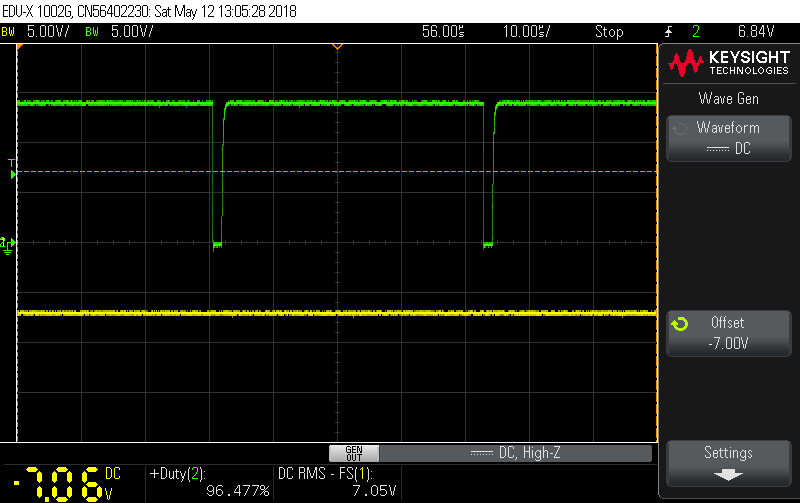 EDU-X 1002G, CN56402230: Sat May 12 13:05:28 2018
BW 5.00V/ BW 5.00V/ 56.00s 10.00s/ Stop 2 6.84V
KEYSIGHT
TECHNOLOGIES
Wave Gen
Waveform
DC
T
2
Offset
-7.00V
GEN
OUT
DC, High-Z
Settings
-7.06 DC
V
+Duty(2):
96.477%
DC RMS - FS(1):
7.05V